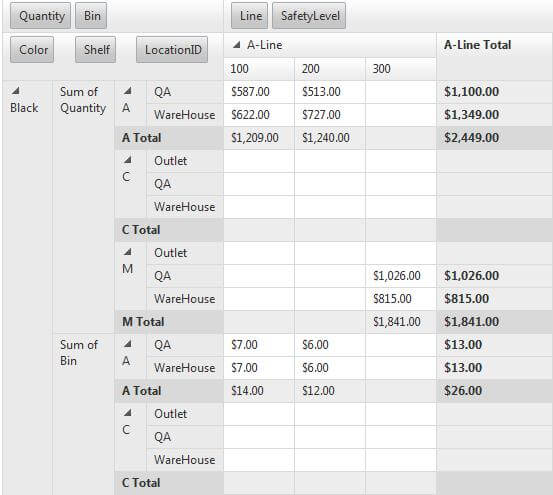 Quantity Bin Line SafetyLevel
Color Shelf LocationID A-Line A-Line Total
100 200 300
Black Sum of Quantity A QA $587.00 $513.00 $1,100.00
WareHouse $622.00 $727.00 $1,349.00
A Total $1,209.00 $1,240.00 $2,449.00
C Outlet
QA
WareHouse
C Total
M Outlet
QA $1,026.00 $1,026.00
WareHouse $815.00 $815.00
M Total $1,841.00 $1,841.00
Sum of Bin A QA $7.00 $6.00 $13.00
WareHouse $7.00 $6.00 $13.00
A Total $14.00 $12.00 $26.00
C Outlet
QA
WareHouse
C Total